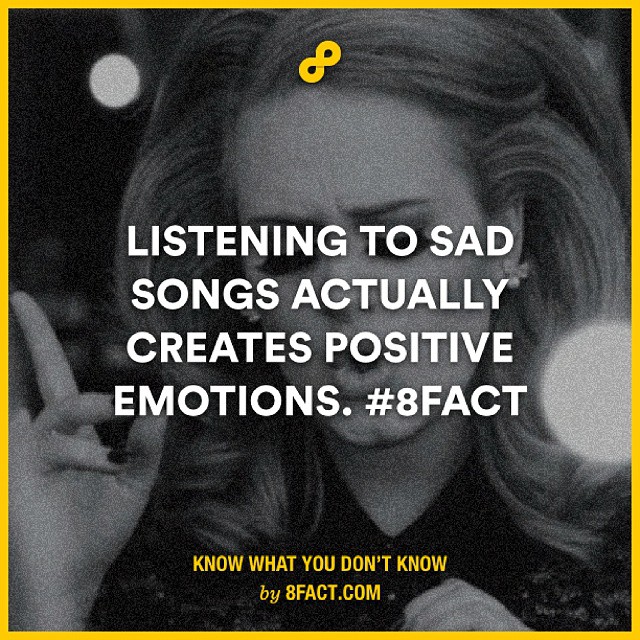 LISTENING TO SAD
SONGS ACTUALLY
CREATES POSITIVE
EMOTIONS. #8FACT
KNOW WHAT YOU DON'T KNOW
by 8FACT.COM